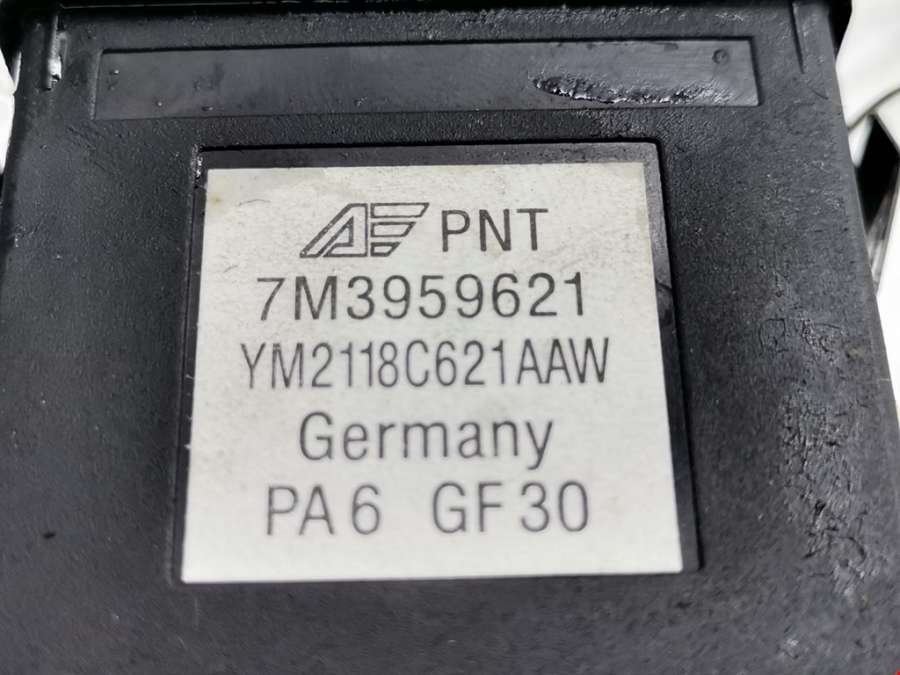 PNT
7M3959621
YM2118C621AAW
Germany
PA6 GF30